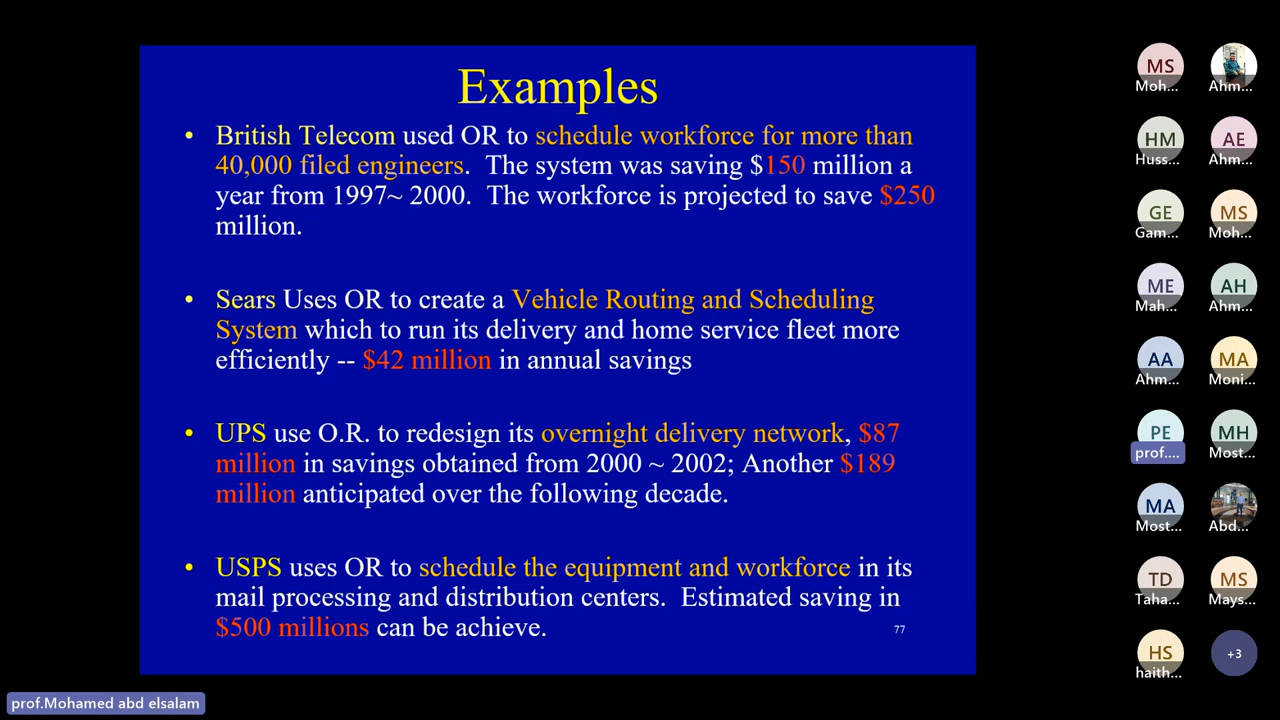 Examples
• British Telecom used OR to schedule workforce for more than
40,000 filed engineers. The system was saving $150 million a
year from 1997~ 2000. The workforce is projected to save $250
million.
• Sears Uses OR to create a Vehicle Routing and Scheduling
System which to run its delivery and home service fleet more
efficiently -- $42 million in annual savings
• UPS use O.R. to redesign its overnight delivery network, $87
million in savings obtained from 2000 ~ 2002; Another $189
million anticipated over the following decade.
• USPS uses OR to schedule the equipment and workforce in its
mail processing and distribution centers. Estimated saving in
$500 millions can be achieve.
77
MS
Moh...
Ahm...
HM
Huss...
AE
Ahm...
GE
Gam...
MS
Moh...
ME
Mah...
AH
Ahm...
AA
Ahm...
MA
Moni...
PE
prof....
MH
Most...
MA
Most...
Abd...
TD
Taha...
MS
Mays...
HS
haith...
+3
prof.Mohamed abd elsalam